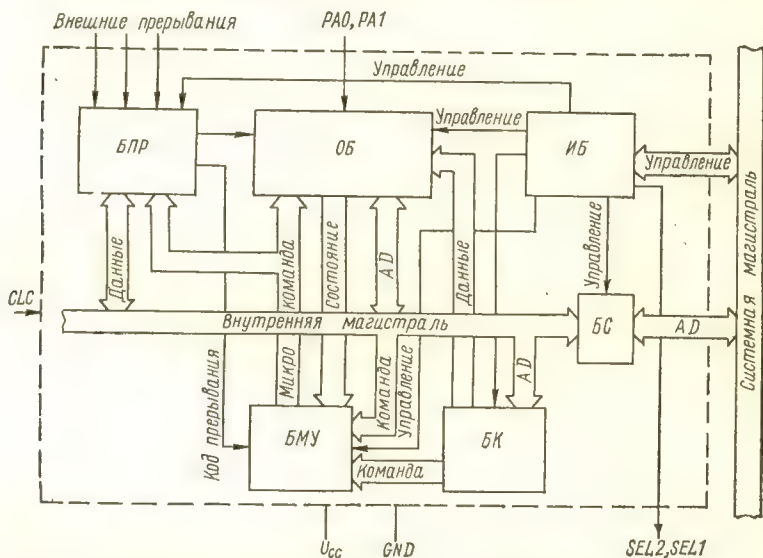 Внешние прерывания
PA0, PA1
Управление
БПР
ОБ
Управление
ИБ
Управление
Системная магистраль
Данные
команда
состояние
AD
Данные
Управление
CLC
Внутренняя магистраль
БС
AD
Код прерывания
Микро
Команда
Управление
AD
БМУ
БК
Команда
Ucc
GND
SEL2, SEL1